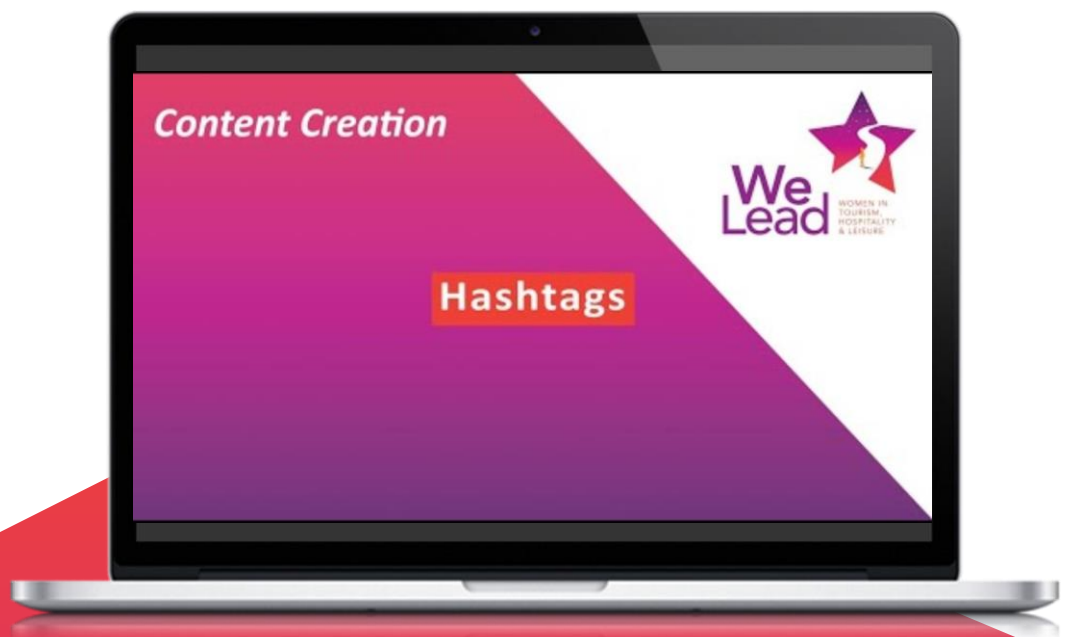 Content Creation
We
Lead
WOMEN IN
TOURISM,
HOSPITALITY
& LEISURE
Hashtags